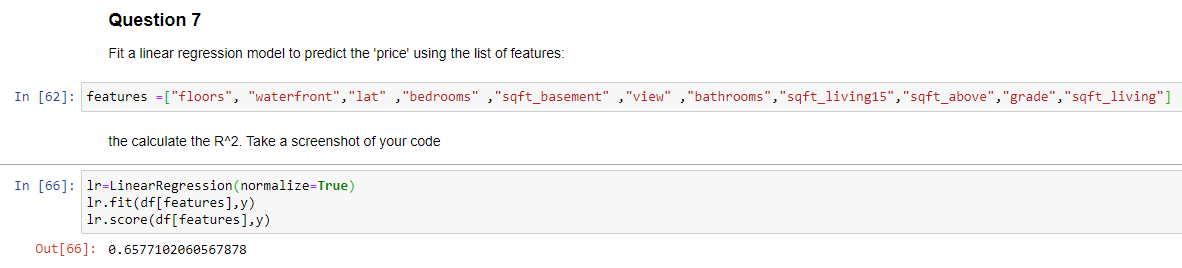 Question 7
Fit a linear regression model to predict the 'price' using the list of features:
In [62]: features =["floors", "waterfront","lat" ,"bedrooms" ,"sqft_basement" ,"view" ,"bathrooms","sqft_living15","sqft_above","grade","sqft_living"]
the calculate the R^2. Take a screenshot of your code
In [66]: lr=LinearRegression(normalize=True)
lr.fit(df[features],y)
lr.score(df[features],y)
Out[66]: 0.6577102060567878